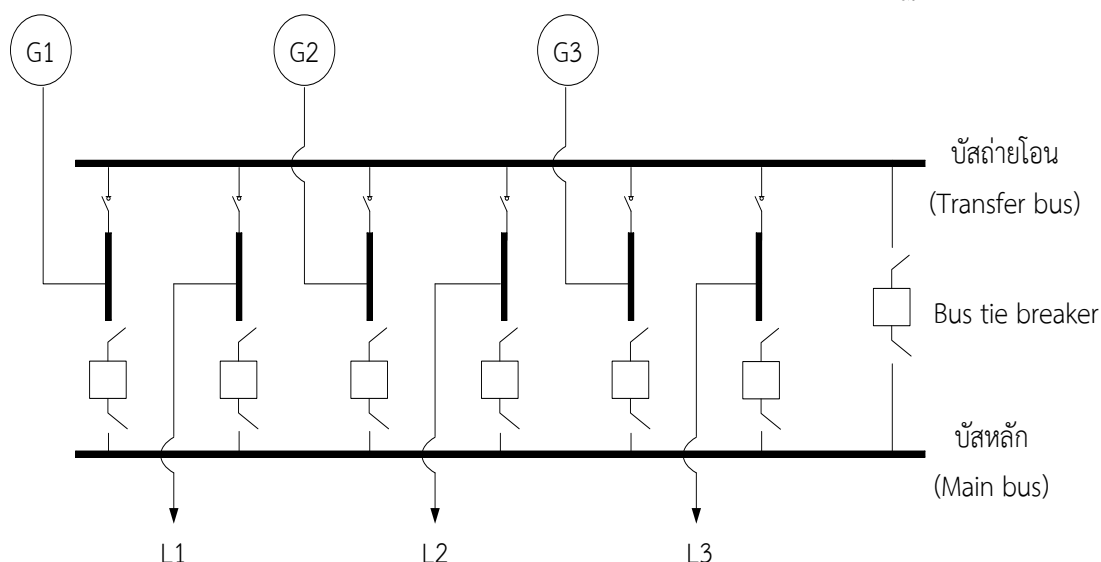 G1
G2
G3
บัสถ่ายโอน
(Transfer bus)
Bus tie breaker
บัสหลัก
(Main bus)
L1
L2
L3